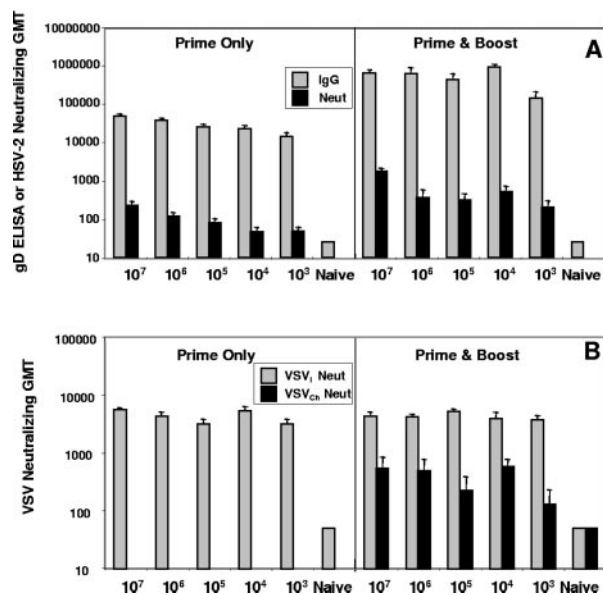 gD ELISA or HSV-2 Neutralizing GMT
10000000
1000000
100000
10000
1000
100
10
Prime Only
Prime & Boost
A
IgG
Neut
10⁷ 10⁶ 10⁵ 10⁴ 10³ Naive 10⁷ 10⁶ 10⁵ 10⁴ 10³ Naive
VSV Neutralizing GMT
100000
10000
1000
100
10
Prime Only
Prime & Boost
B
VSV_I Neut
VSV_Ch Neut
10⁷ 10⁶ 10⁵ 10⁴ 10³ Naive 10⁷ 10⁶ 10⁵ 10⁴ 10³ Naive